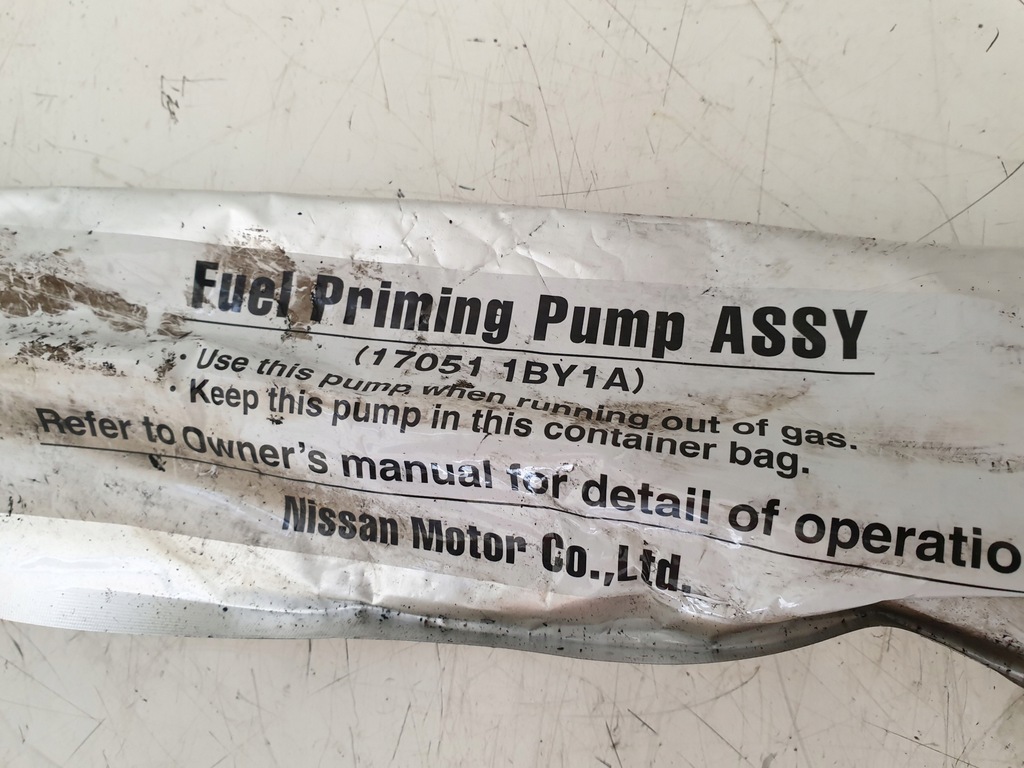 Fuel Priming Pump ASSY
(17051 1BY1A)
· Use this pump when running out of gas.
· Keep this pump in this container bag.
Refer to Owner's manual for detail of operatio
Nissan Motor Co.,Ltd.